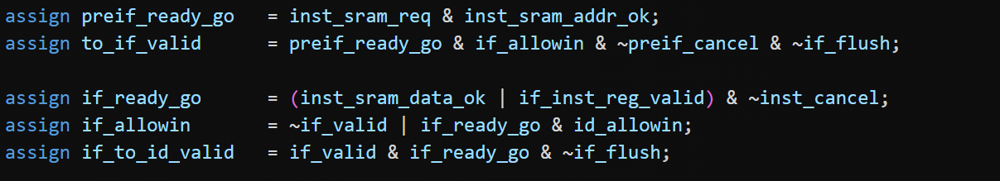 assign preif_ready_go   = inst_sram_req & inst_sram_addr_ok;
assign to_if_valid      = preif_ready_go & if_allowin & ~preif_cancel & ~if_flush;
assign if_ready_go      = (inst_sram_data_ok | if_inst_reg_valid) & ~inst_cancel;
assign if_allowin       = ~if_valid | if_ready_go & id_allowin;
assign if_to_id_valid   = if_valid & if_ready_go & ~if_flush;